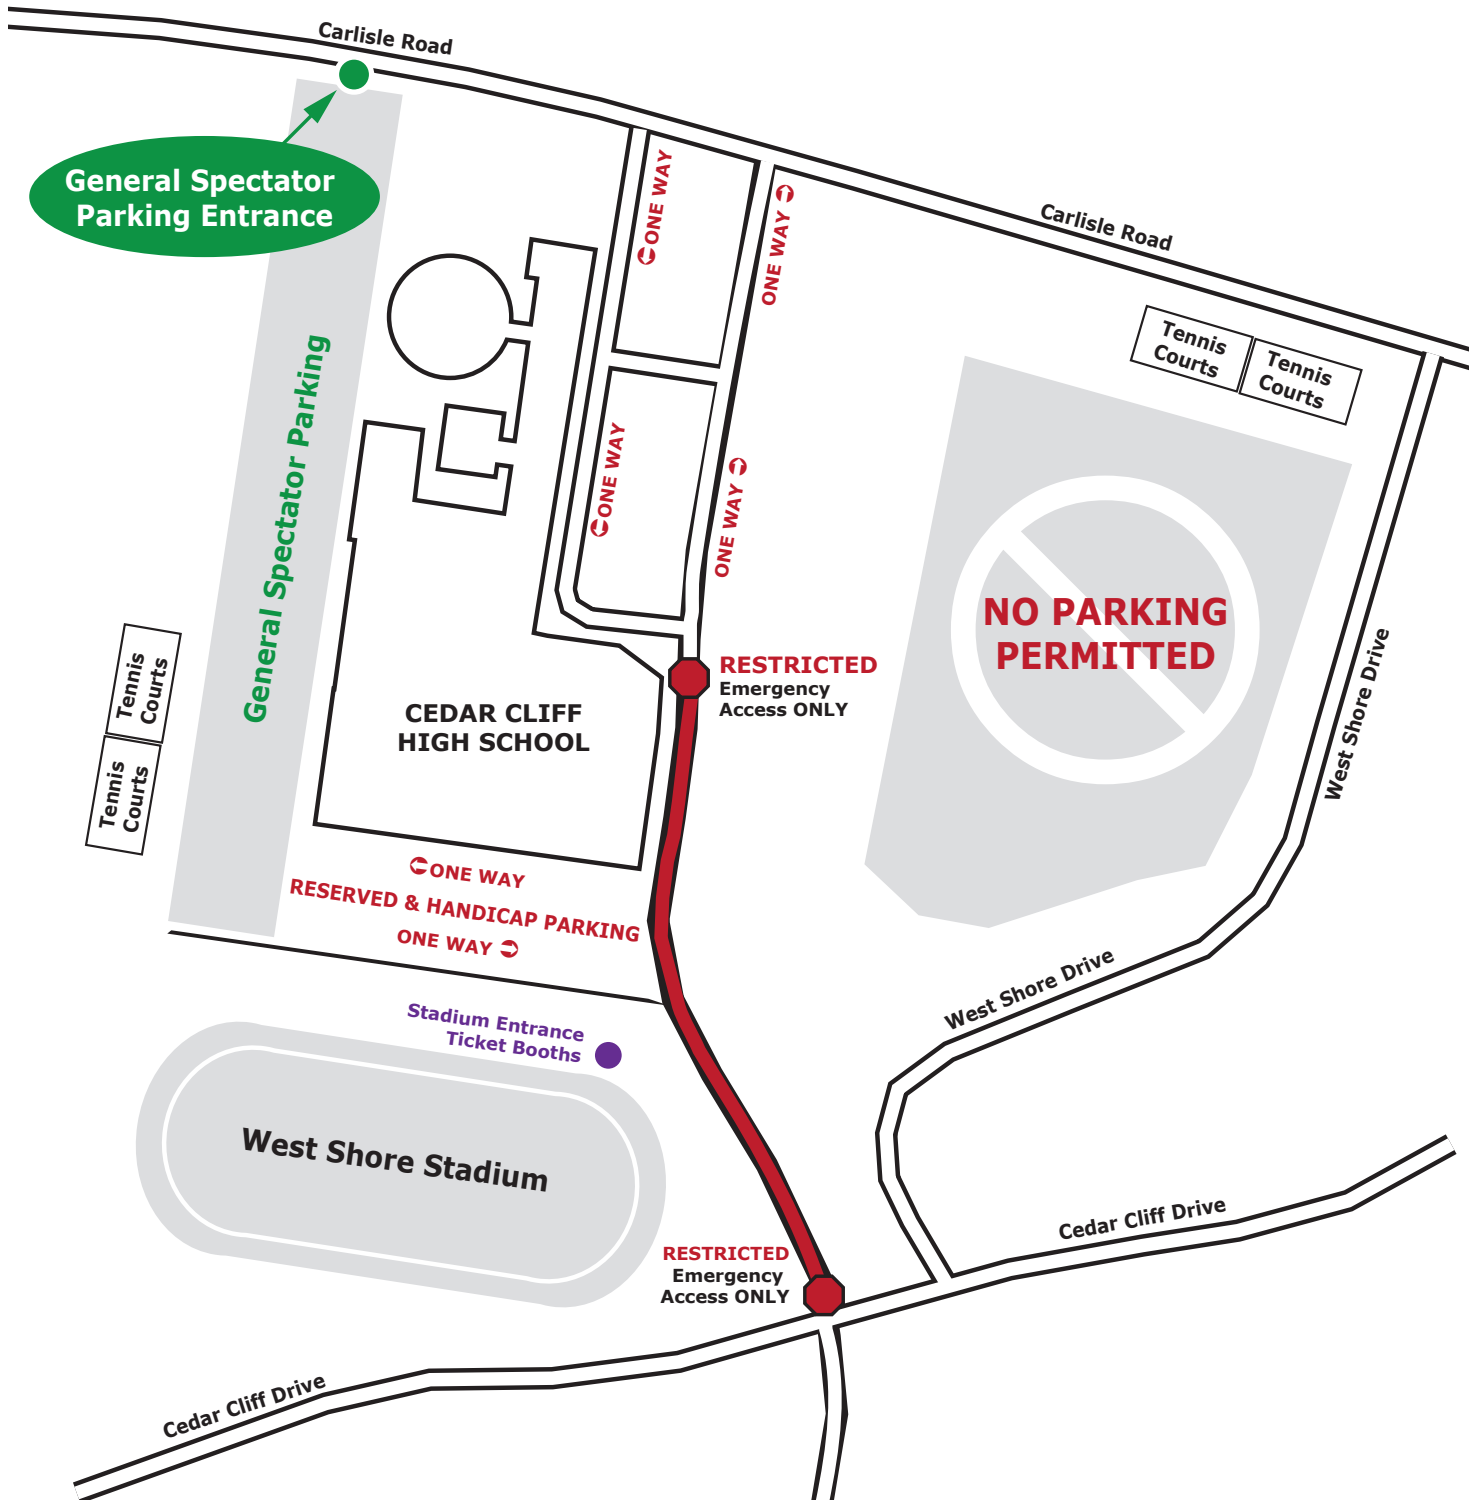 Carlisle Road
General Spectator
Parking Entrance
ONE WAY
ONE WAY
Carlisle Road
Tennis
Courts
Tennis
Courts
General Spectator Parking
ONE WAY
ONE WAY
NO PARKING
PERMITTED
Tennis
Courts
Tennis
Courts
RESTRICTED
Emergency
Access ONLY
CEDAR CLIFF
HIGH SCHOOL
West Shore Drive
ONE WAY
RESERVED & HANDICAP PARKING
ONE WAY
West Shore Drive
Stadium Entrance
Ticket Booths
West Shore Stadium
Cedar Cliff Drive
RESTRICTED
Emergency
Access ONLY
Cedar Cliff Drive